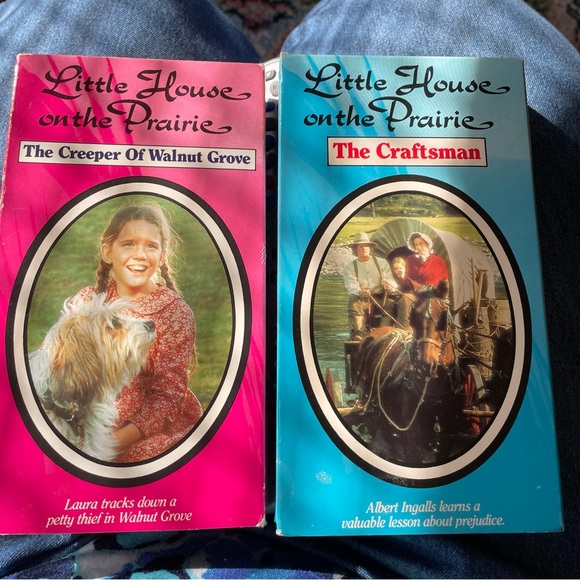 Little House
on the Prairie
The Creeper Of Walnut Grove
Laura tracks down a
petty thief in Walnut Grove
Little House
on the Prairie
The Craftsman
Albert Ingalls learns a
valuable lesson about prejudice.